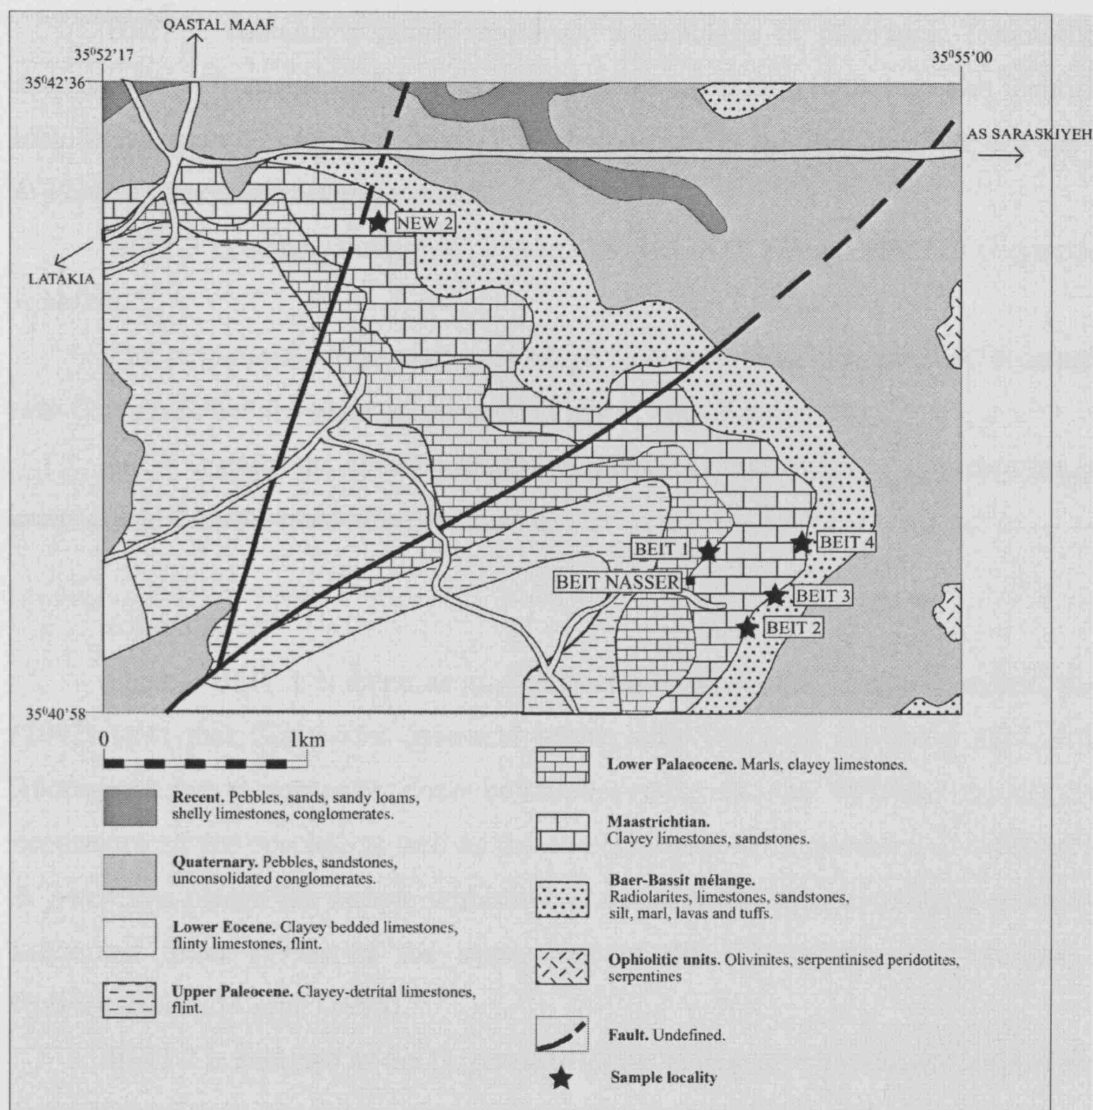 QASTAL MAAF
35⁰52'17
35⁰55'00
35⁰42'36
AS SARASKIYEH
NEW 2
LATAKIA
BEIT 1
BEIT 4
BEIT NASSER
BEIT 3
BEIT 2
35⁰40'58
0 1km
Recent. Pebbles, sands, sandy loams,
shelly limestones, conglomerates.
Quaternary. Pebbles, sandstones,
unconsolidated conglomerates.
Lower Eocene. Clayey bedded limestones,
flinty limestones, flint.
Upper Paleocene. Clayey-detrital limestones,
flint.
Lower Palaeocene. Marls, clayey limestones.
Maastrichtian.
Clayey limestones, sandstones.
Baer-Bassit mélange.
Radiolarites, limestones, sandstones,
silt, marl, lavas and tuffs.
Ophiolitic units. Olivinites, serpentinised peridotites,
serpentines
Fault. Undefined.
Sample locality